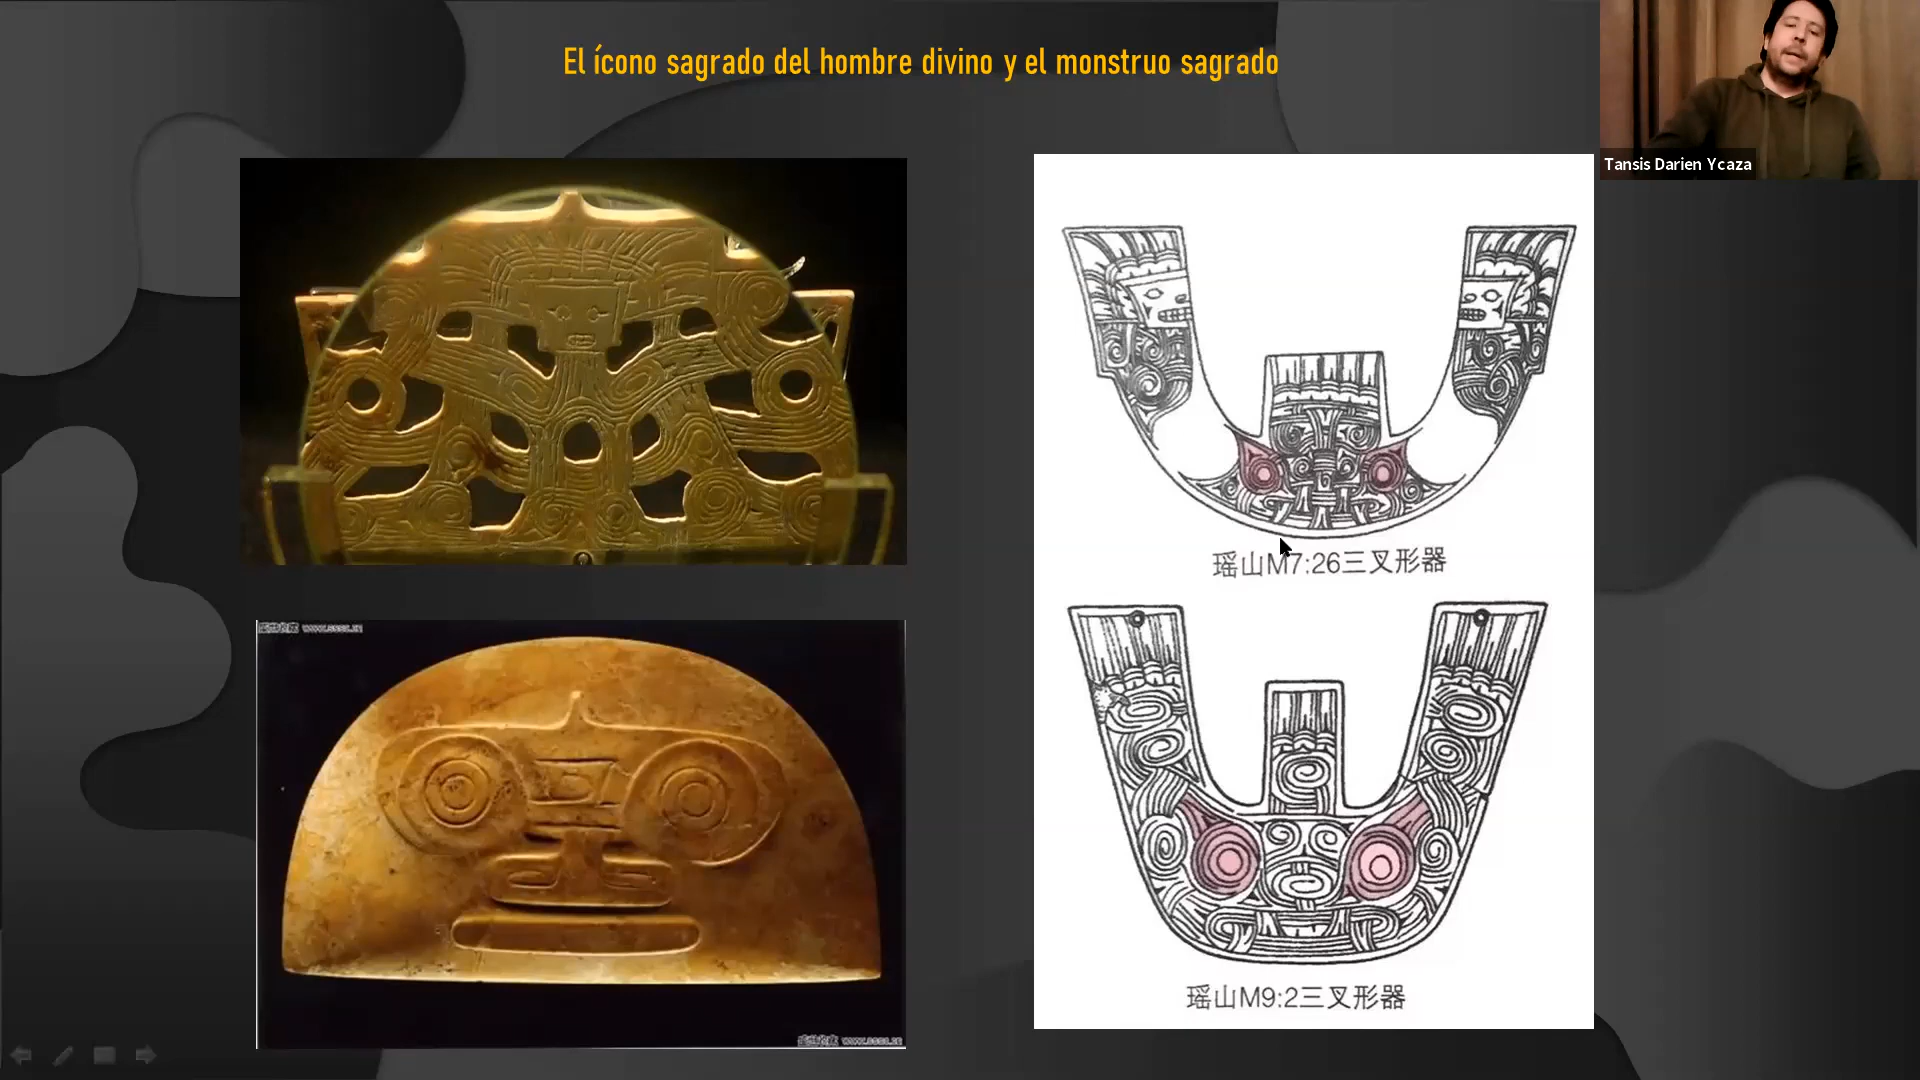 El ícono sagrado del hombre divino y el monstruo sagrado
Tansis Darien Ycaza
瑶山M7:26三叉形器
瑶山M9:2三叉形器